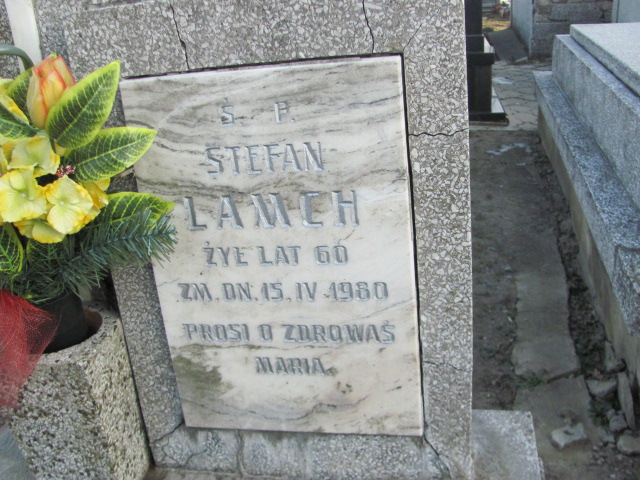 Ś. P.
STEFAN
LAMCH
ŻYŁ LAT 60
ZM. DN. 15. IV-1980
PROSI O ZDROWAŚ
MARIA.